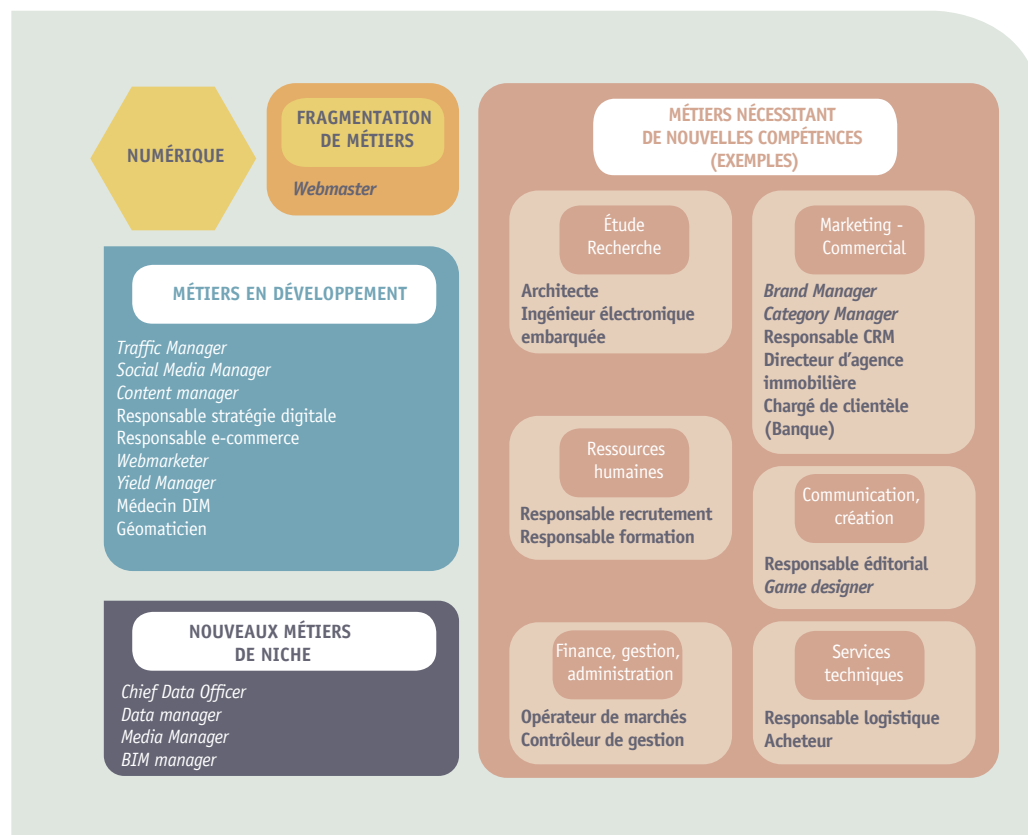 NUMÉRIQUE
FRAGMENTATION
DE MÉTIERS
Webmaster
MÉTIERS EN DÉVELOPPEMENT
Traffic Manager
Social Media Manager
Content manager
Responsable stratégie digitale
Responsable e-commerce
Webmarketer
Yield Manager
Médecin DIM
Géomaticien
NOUVEAUX MÉTIERS
DE NICHE
Chief Data Officer
Data manager
Media Manager
BIM manager
MÉTIERS NÉCESSITANT
DE NOUVELLES COMPÉTENCES
(EXEMPLES)
Étude
Recherche
Architecte
Ingénieur électronique
embarquée
Marketing -
Commercial
Brand Manager
Category Manager
Responsable CRM
Directeur d'agence
immobilière
Chargé de clientèle
(Banque)
Ressources
humaines
Responsable recrutement
Responsable formation
Communication,
création
Responsable éditorial
Game designer
Finance, gestion,
administration
Opérateur de marchés
Contrôleur de gestion
Services
techniques
Responsable logistique
Acheteur